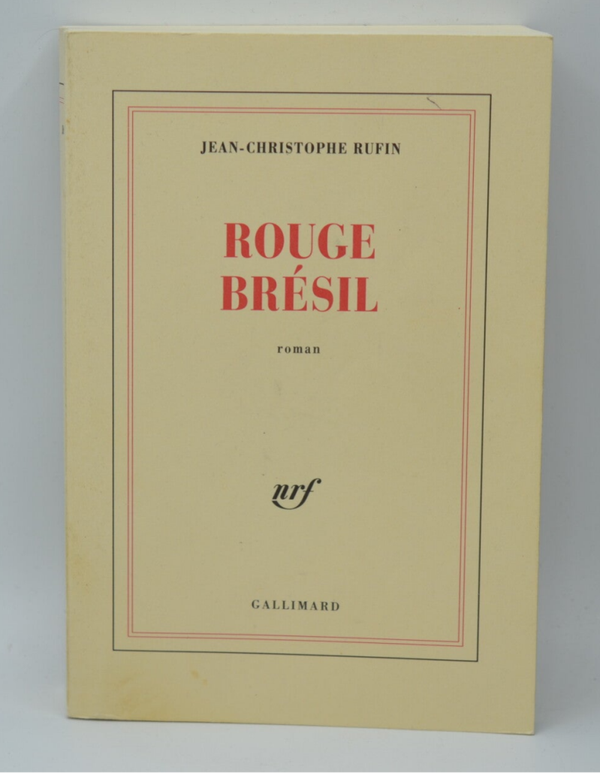 JEAN-CHRISTOPHE RUFIN
ROUGE
BRÉSIL
roman
nrf
GALLIMARD